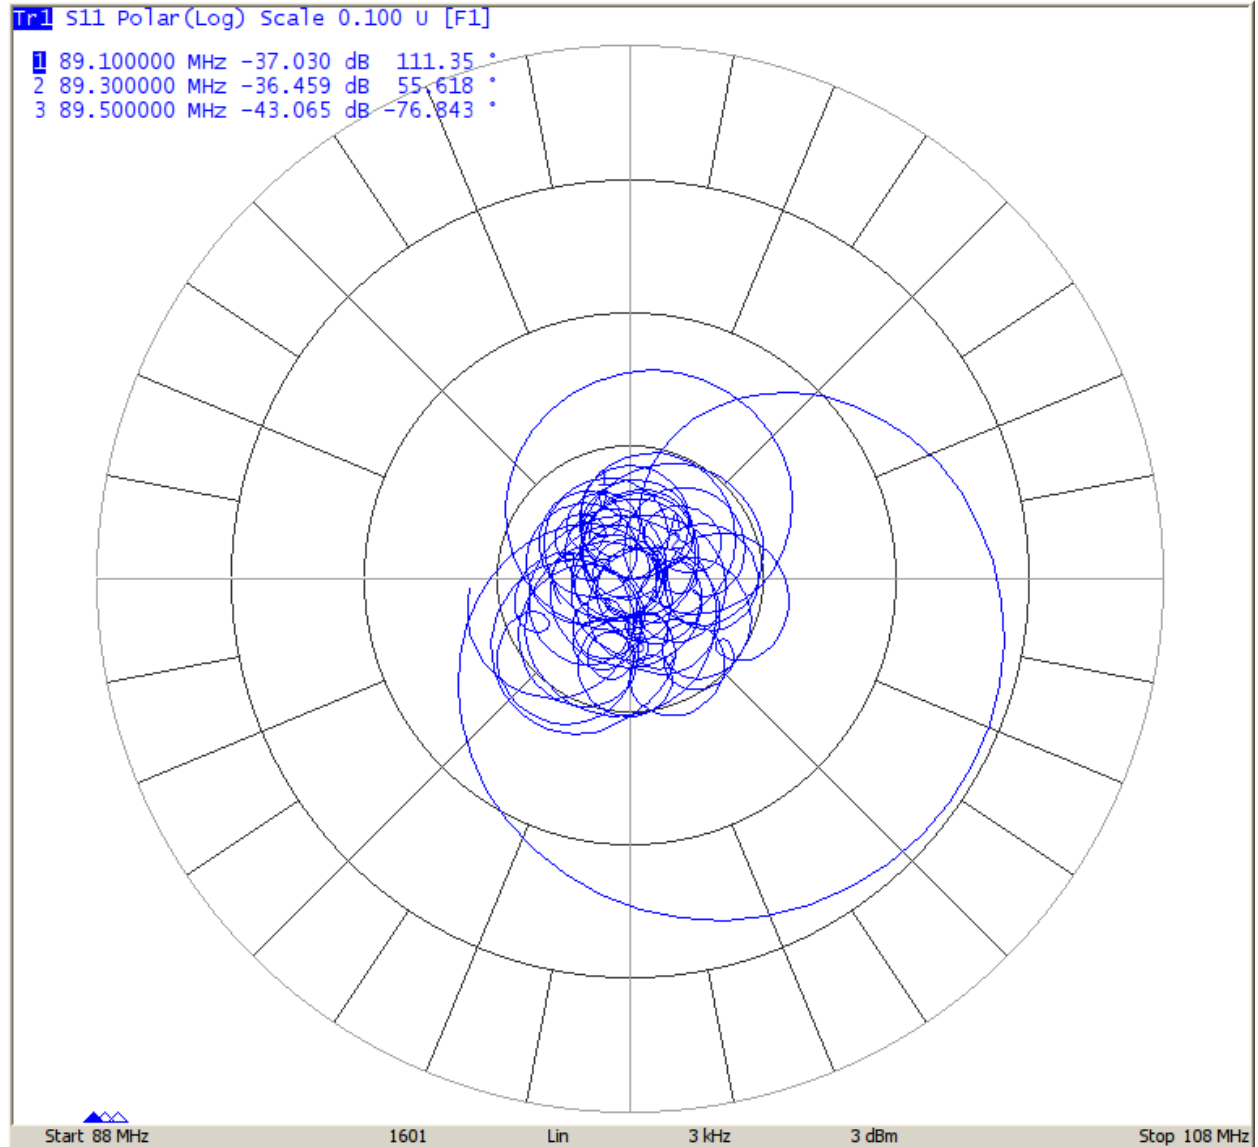 Tr1 S11 Polar(Log) Scale 0.100 U [F1]
1 89.100000 MHz -37.030 dB 111.35 °
2 89.300000 MHz -36.459 dB 55.618 °
3 89.500000 MHz -43.065 dB -76.843 °
Start 88 MHz 1601 Lin 3 kHz 3 dBm Stop 108 MHz